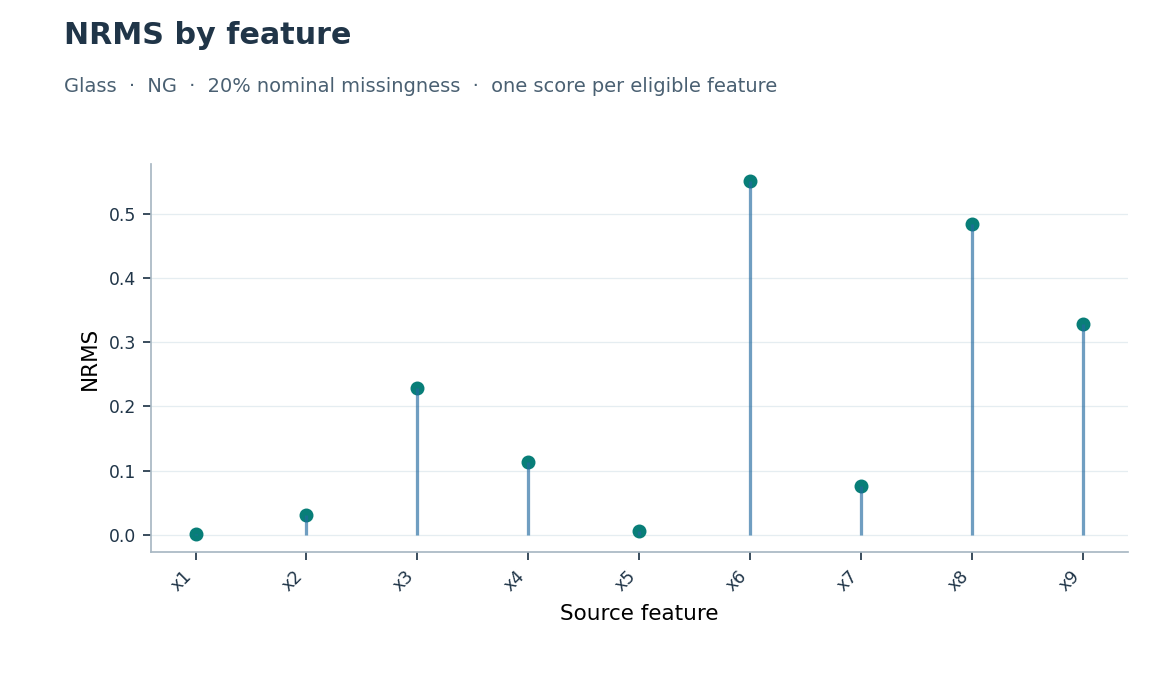 NRMS by feature
Glass · NG · 20% nominal missingness · one score per eligible feature
0.5
0.4
0.3
0.2
0.1
0.0
NRMS
x1 x2 x3 x4 x5 x6 x7 x8 x9
Source feature